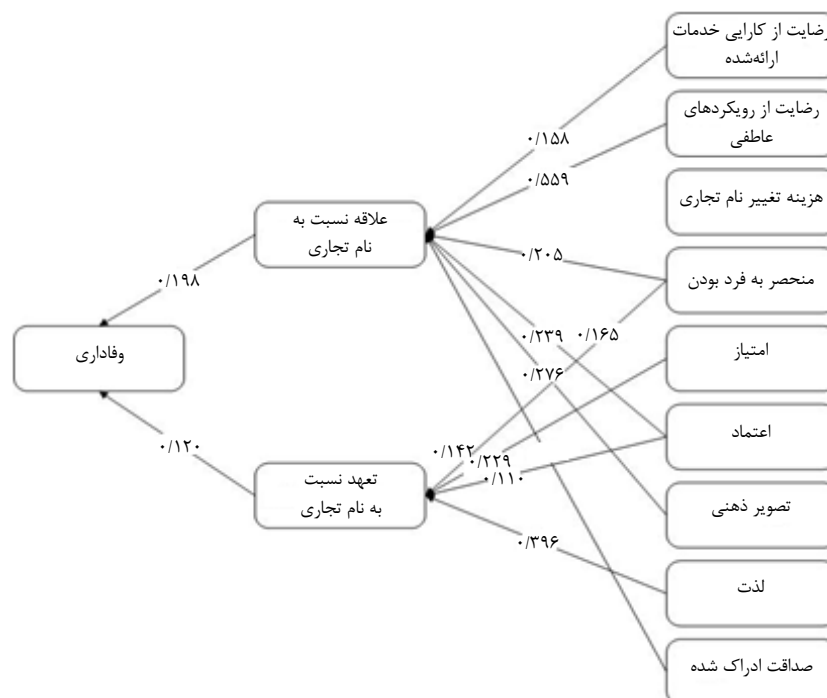 رضایت از کارایی خدمات
ارائه‌شده
رضایت از رویکردهای
عاطفی
هزینه تغییر نام تجاری
منحصر به فرد بودن
امتیاز
اعتماد
تصویر ذهنی
لذت
صداقت ادراک شده
۰/۱۵۸
۰/۵۵۹
۰/۲۰۵
۰/۲۳۹
۰/۱۶۵
۰/۲۷۶
۰/۱۴۲
۰/۲۲۹
۰/۱۱۰
۰/۳۹۶
علاقه نسبت به
نام تجاری
تعهد نسبت
به نام تجاری
۰/۱۹۸
۰/۱۲۰
وفاداری